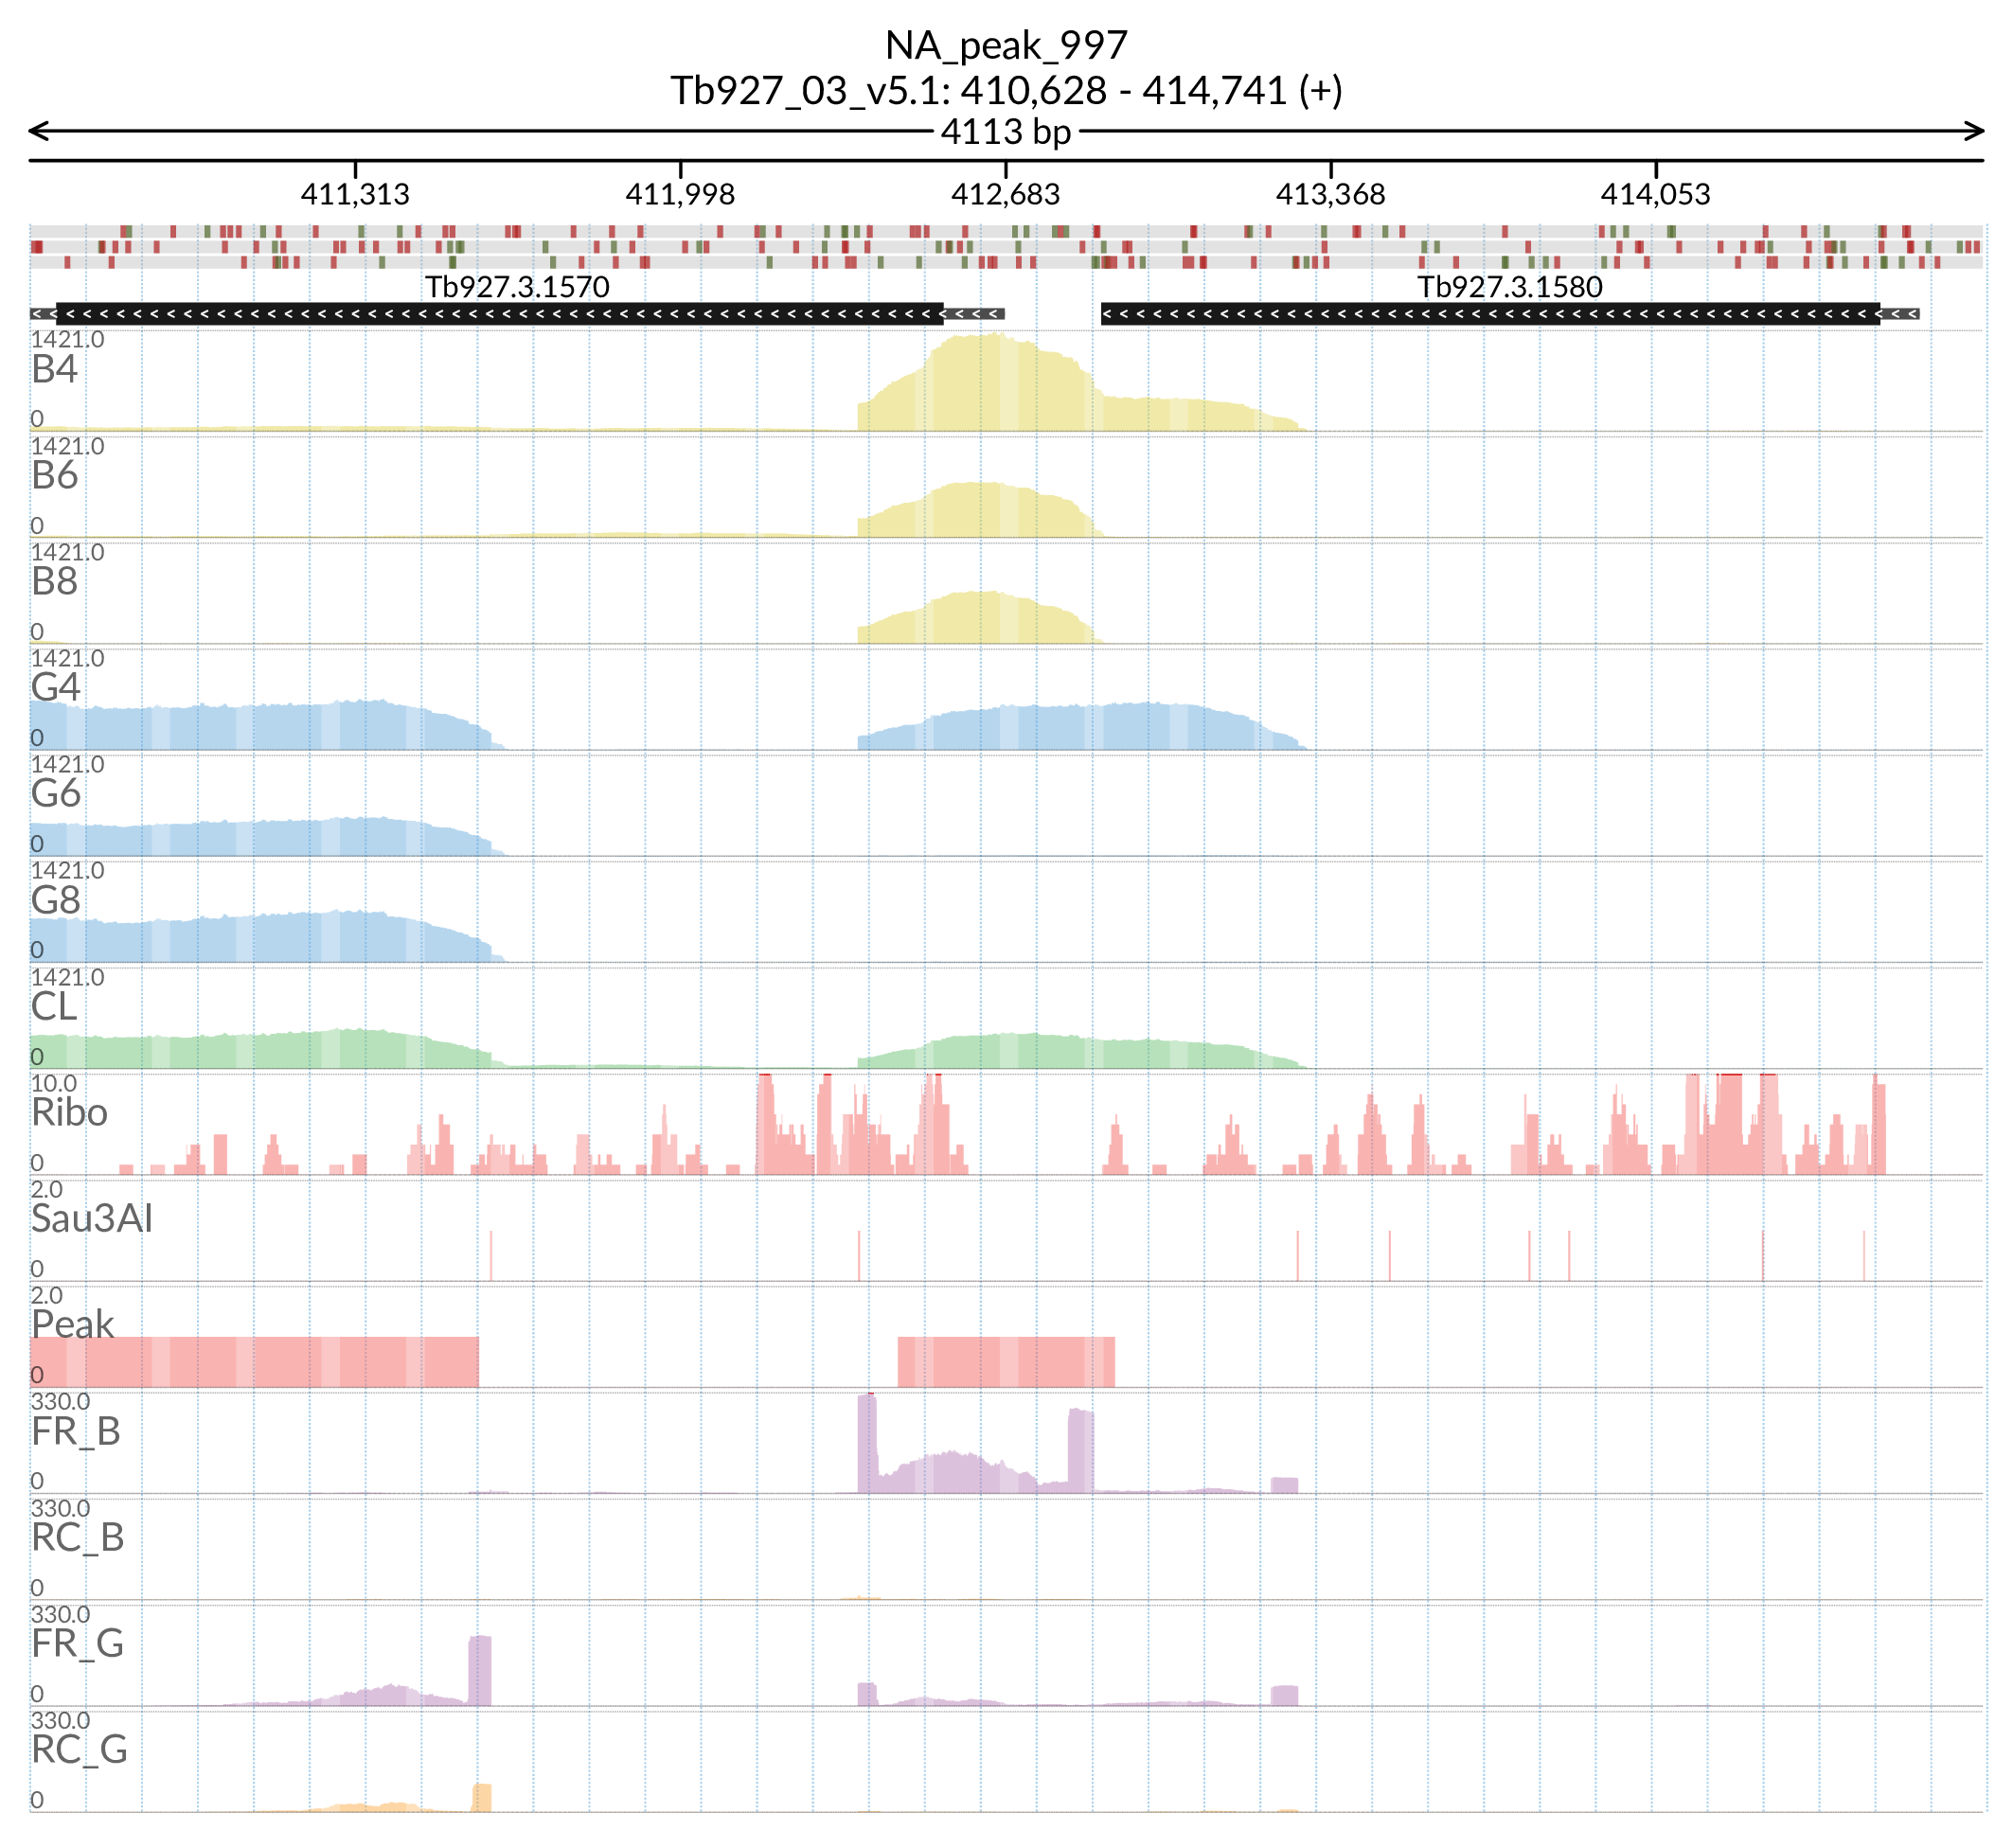 NA_peak_997
Tb927_03_v5.1: 410,628 - 414,741 (+)
4113 bp
411,313 411,998 412,683 413,368 414,053
Tb927.3.1570 Tb927.3.1580
1421.0
B4
0
1421.0
B6
0
1421.0
B8
0
1421.0
G4
0
1421.0
G6
0
1421.0
G8
0
1421.0
CL
0
10.0
Ribo
0
2.0
Sau3AI
0
2.0
Peak
0
330.0
FR_B
0
330.0
RC_B
0
330.0
FR_G
0
330.0
RC_G
0